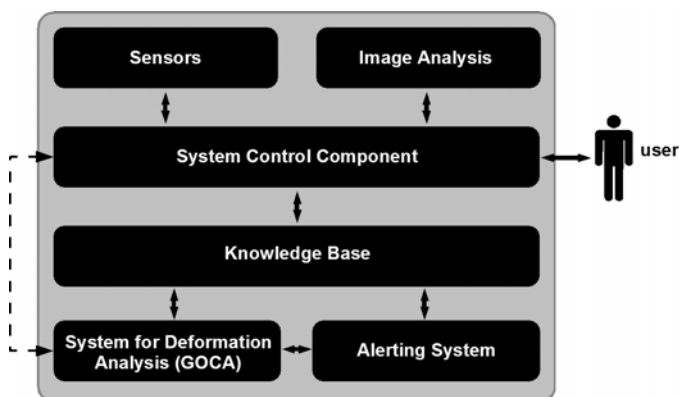 Sensors
Image Analysis
System Control Component
user
Knowledge Base
System for Deformation
Analysis (GOCA)
Alerting System